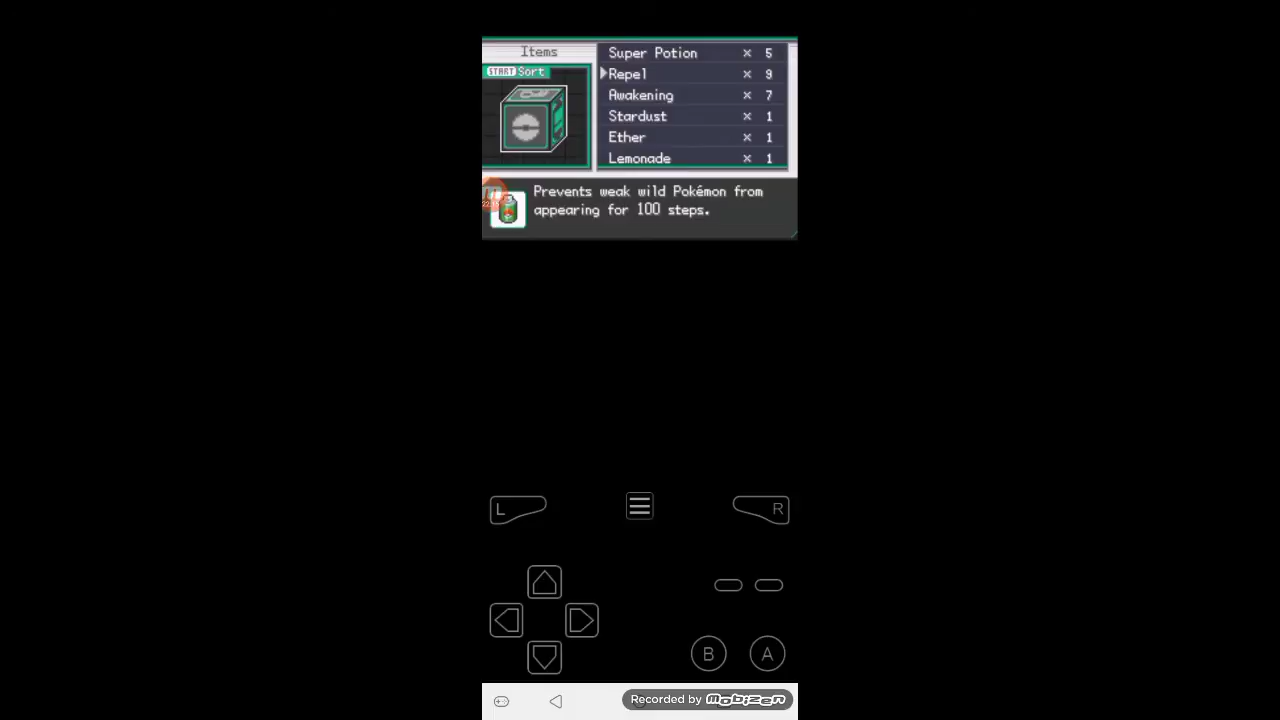 Items
START Sort
Super Potion × 5
Repel × 9
Awakening × 7
Stardust × 1
Ether × 1
Lemonade × 1
Prevents weak wild Pokémon from
appearing for 100 steps.
L
R
B
A
Recorded by mobizen